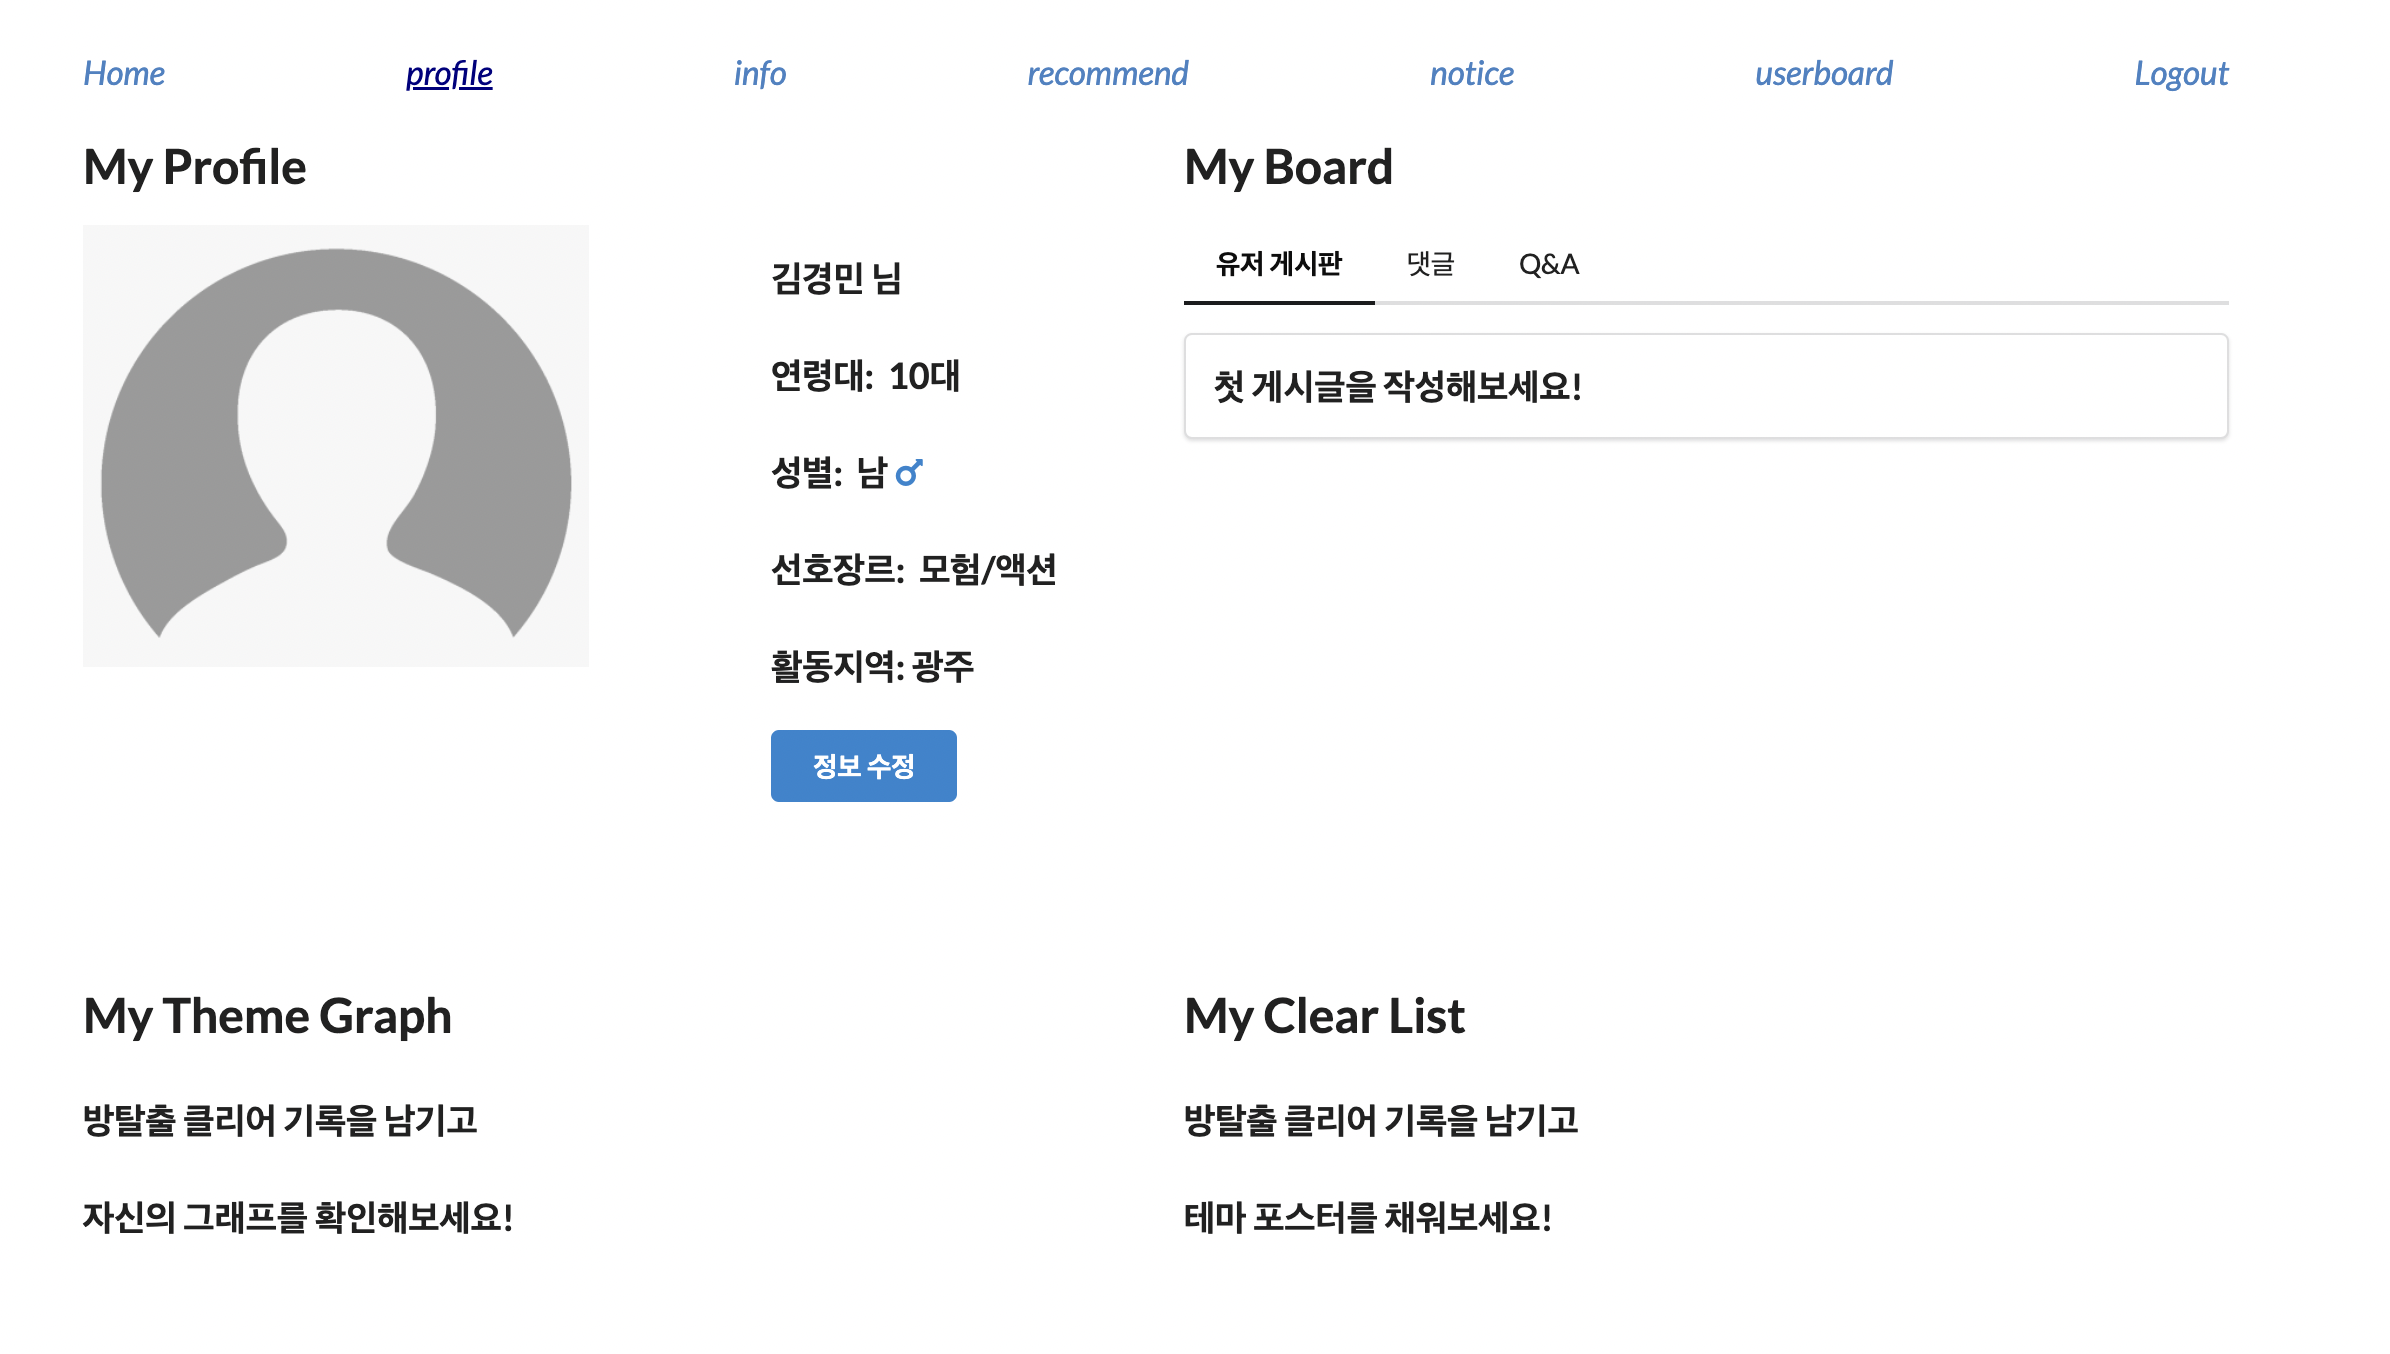 Home profile info recommend notice userboard Logout
My Profile
김경민 님
연령대: 10대
성별: 남
선호장르: 모험/액션
활동지역: 광주
정보 수정
My Board
유저 게시판 댓글 Q&A
첫 게시글을 작성해보세요!
My Theme Graph
방탈출 클리어 기록을 남기고
자신의 그래프를 확인해보세요!
My Clear List
방탈출 클리어 기록을 남기고
테마 포스터를 채워보세요!